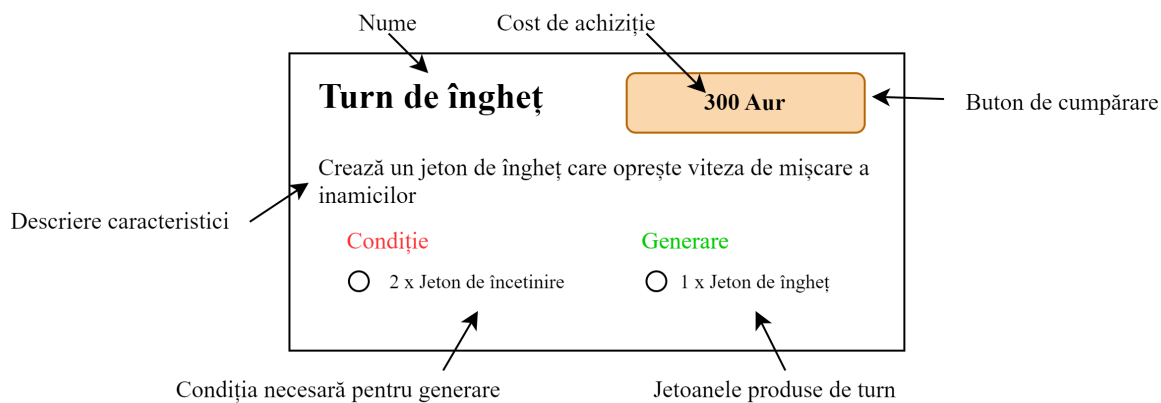 Nume
Cost de achiziție
Turn de îngheț
300 Aur
Buton de cumpărare
Crează un jeton de îngheț care oprește viteza de mișcare a
inamicilor
Descriere caracteristici
Condiție
Generare
2 x Jeton de încetinire
1 x Jeton de îngheț
Condiția necesară pentru generare
Jetoanele produse de turn